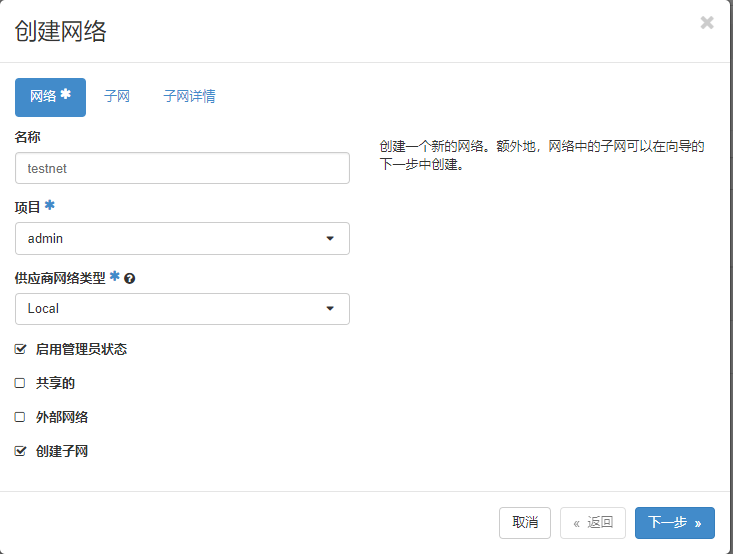 创建网络
网络 子网 子网详情
名称
testnet
创建一个新的网络。额外地，网络中的子网可以在向导的
下一步中创建。
项目
admin
供应商网络类型
Local
启用管理员状态
共享的
外部网络
创建子网
取消 « 返回 下一步 »